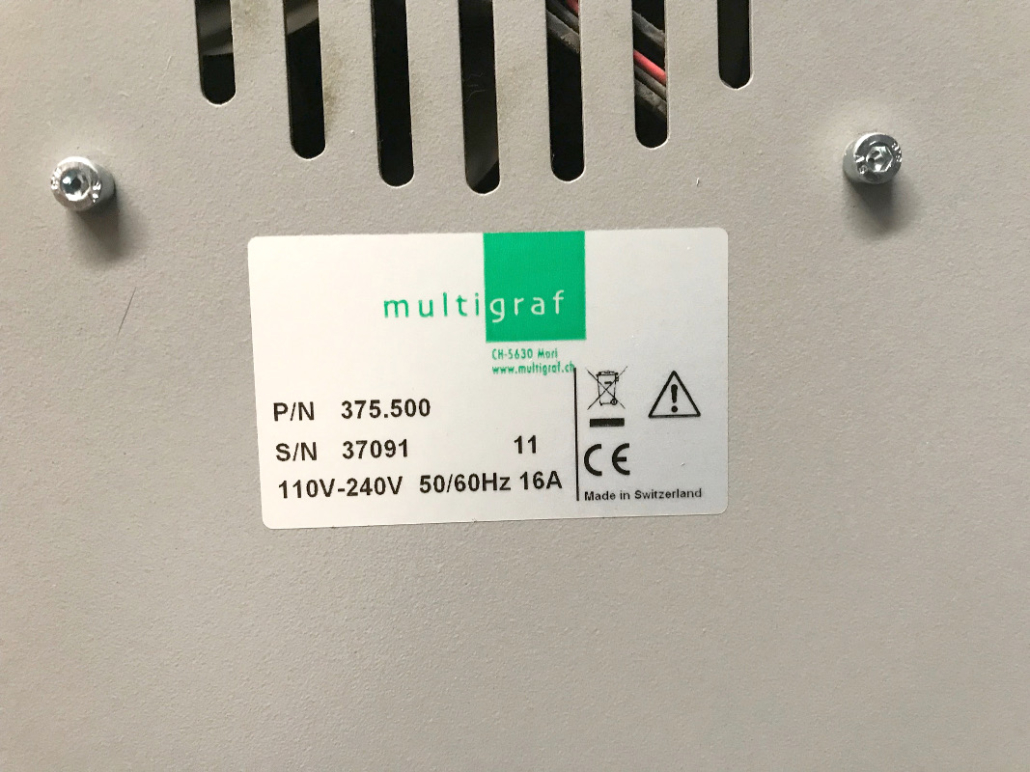 multigraf
CH-5630 Mari
www.multigraf.ch
P/N 375.500
S/N 37091 11
110V-240V 50/60Hz 16A
CE
Made in Switzerland